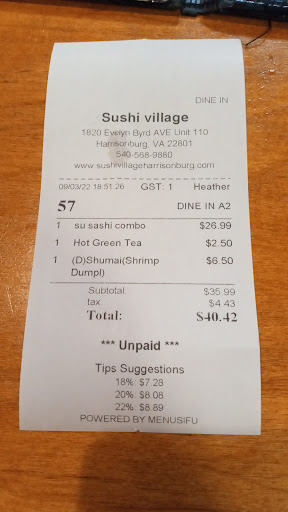 DINE IN
Sushi village
1820 Evelyn Byrd AVE Unit 110
Harrisonburg, VA 22801
540-568-9880
www.sushivillageharrisonburg.com
09/03/22 18:51:26 GST: 1 Heather
57 DINE IN A2
1 su sashi combo $26.99
1 Hot Green Tea $2.50
1 (D)Shumai(Shrimp $6.50
Dumpl)
Subtotal: $35.99
tax $4.43
Total: $40.42
*** Unpaid ***
Tips Suggestions
18%: $7.28
20%: $8.08
22%: $8.89
POWERED BY MENUSIFU